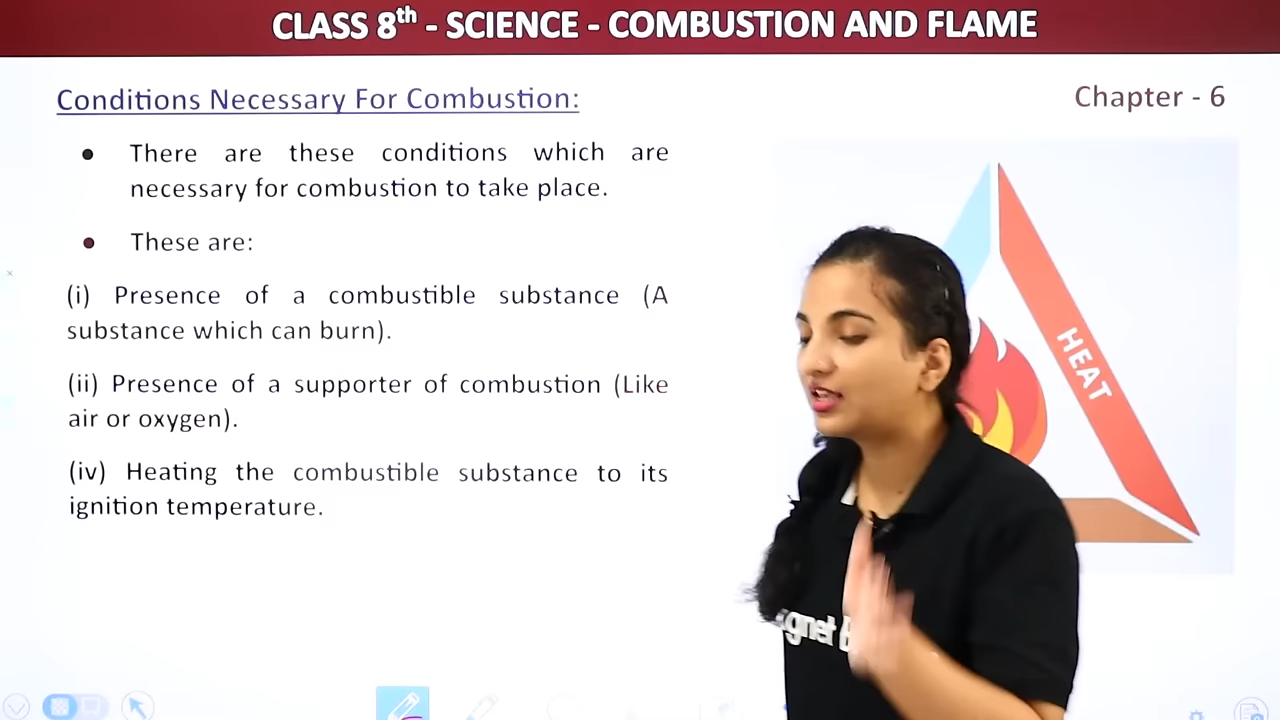 CLASS 8th - SCIENCE - COMBUSTION AND FLAME
Conditions Necessary For Combustion:
Chapter - 6
• There are these conditions which are
necessary for combustion to take place.
• These are:
(i) Presence of a combustible substance (A
substance which can burn).
(ii) Presence of a supporter of combustion (Like
air or oxygen).
(iv) Heating the combustible substance to its
ignition temperature.
HEAT